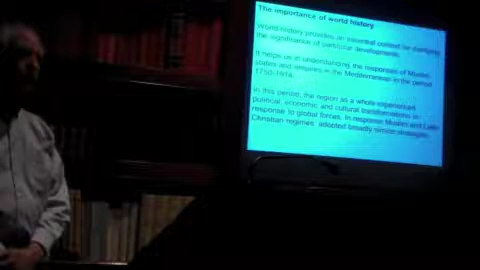 The importance of world history
World history provides an essential context for clarifying
the significance of particular developments.
It helps us in understanding the responses of Muslim
states and empires in the Mediterranean in the period
1750-1914.
In this period, the region as a whole experienced
political, economic and cultural transformations in
response to global forces. In response Muslim and Latin
Christian regimes adopted broadly similar strategies.